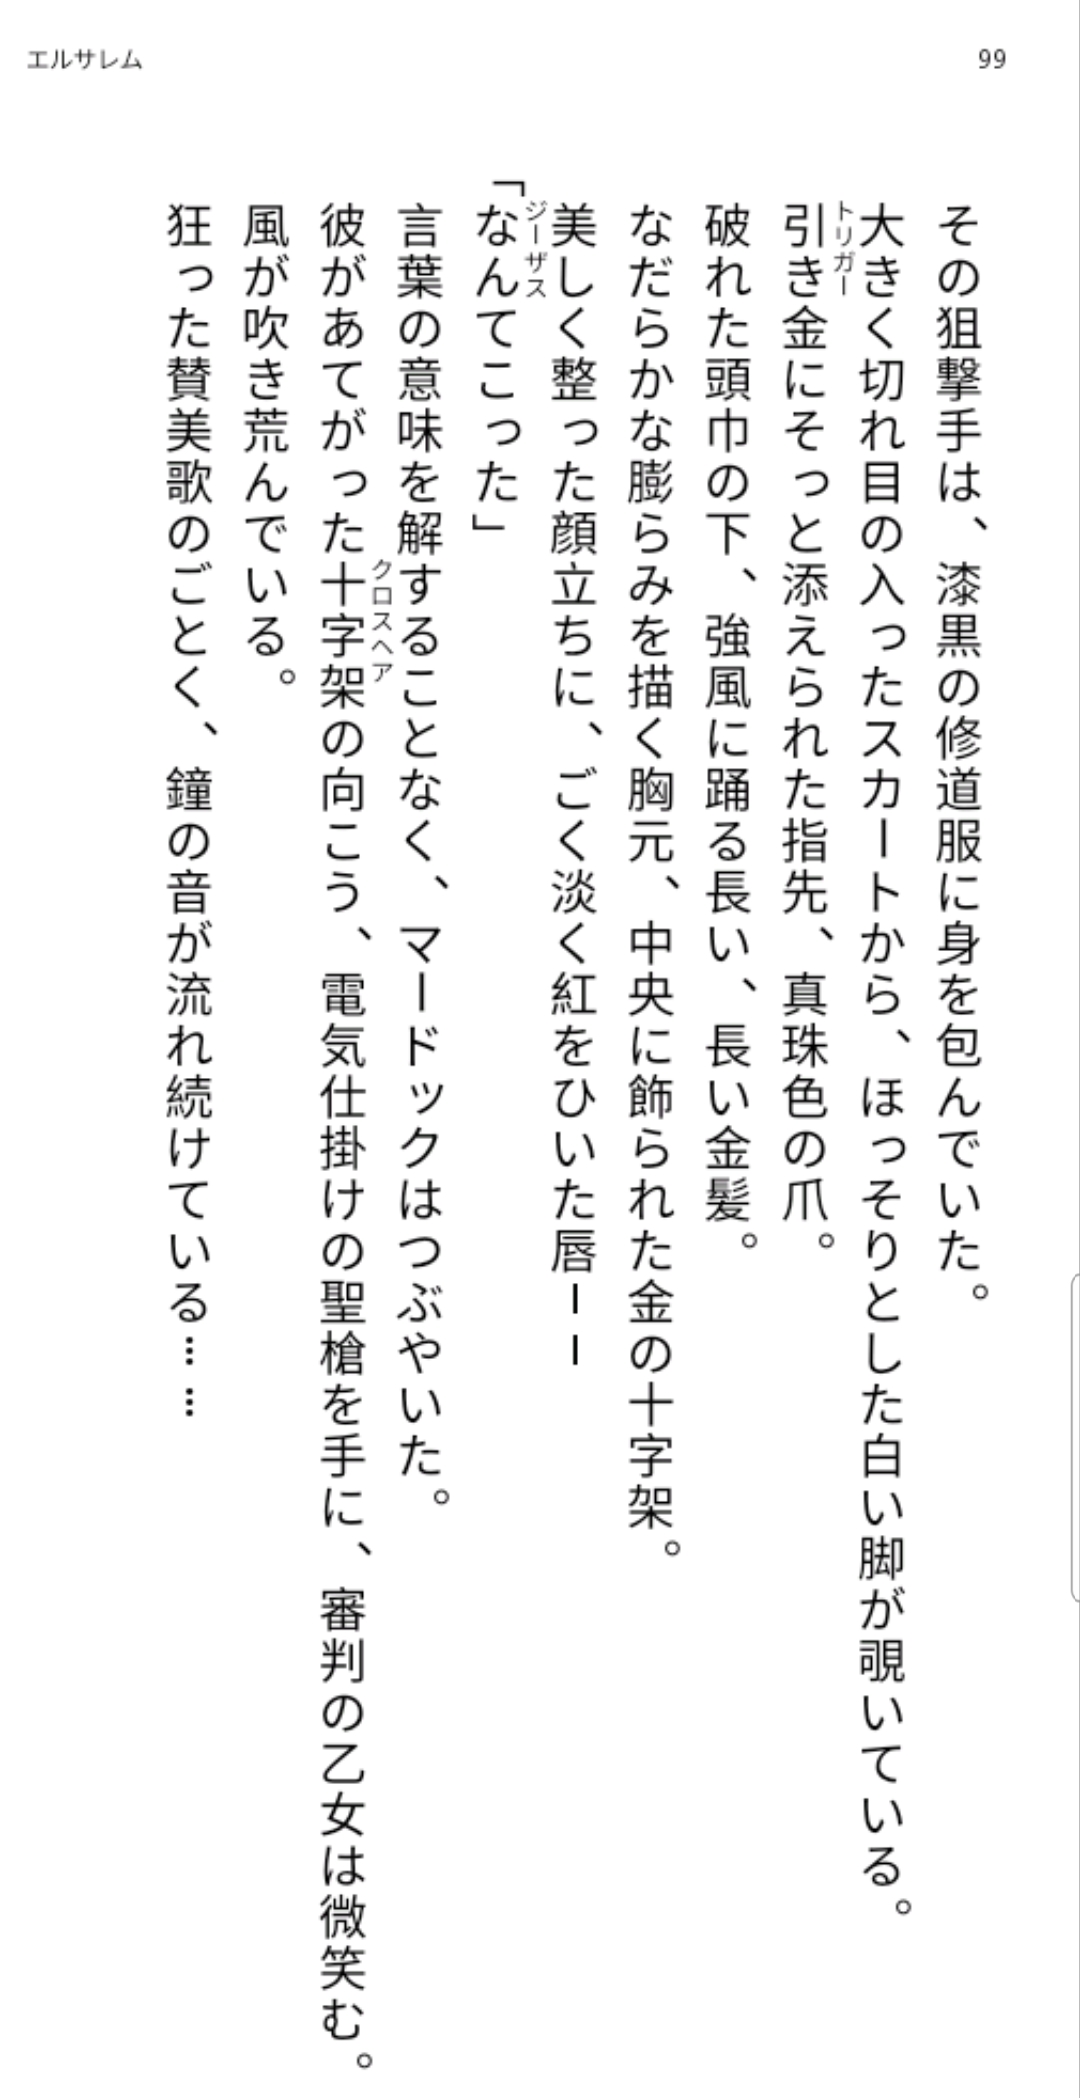 エルサレム
99
その狙撃手は、漆黒の修道服に身を包んでいた。
大きく切れ目の入ったスカートから、ほっそりとした白い脚が覗いている。
トリガー
引き金にそっと添えられた指先、真珠色の爪。
破れた頭巾の下、強風に踊る長い、長い金髪。
なだらかな膨らみを描く胸元、中央に飾られた金の十字架。
美しく整った顔立ちに、ごく淡く紅をひいた唇――
ジーザス
「なんてこった」
言葉の意味を解することなく、マードックはつぶやいた。
クロスヘア
彼があてがった十字架の向こう、電気仕掛けの聖槍を手に、審判の乙女は微笑む。
風が吹き荒んでいる。
狂った賛美歌のごとく、鐘の音が流れ続けている……